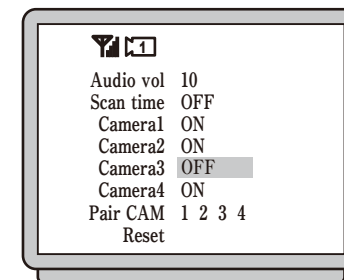 1
Audio vol 10
Scan time OFF
Camera1 ON
Camera2 ON
Camera3 OFF
Camera4 ON
Pair CAM 1 2 3 4
Reset